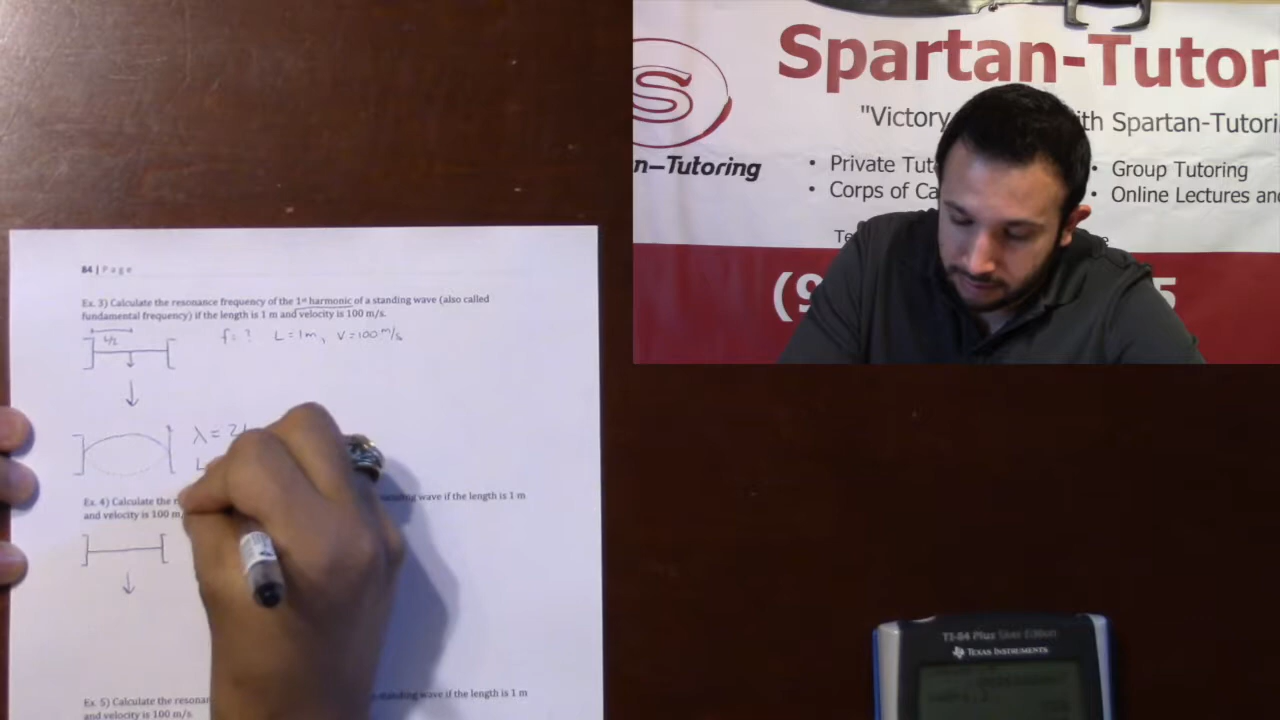 84 | Page
Ex. 3) Calculate the resonance frequency of the 1st harmonic of a standing wave (also called
fundamental frequency) if the length is 1 m and velocity is 100 m/s.
L/2
f = ? L = 1m, V = 100 m/s
λ = 2L
L
Ex. 4) Calculate the standing wave if the length is 1 m
and velocity is 100 m/
Ex. 5) Calculate the resonan standing wave if the length is 1 m
and velocity is 100 m/s
Spartan-Tutor
S
n-Tutoring
"Victory ith Spartan-Tutori
• Private Tut
• Corps of Ca
• Group Tutoring
• Online Lectures and
Te
(9 5
TI-84 Plus Silver Edition
TEXAS INSTRUMENTS